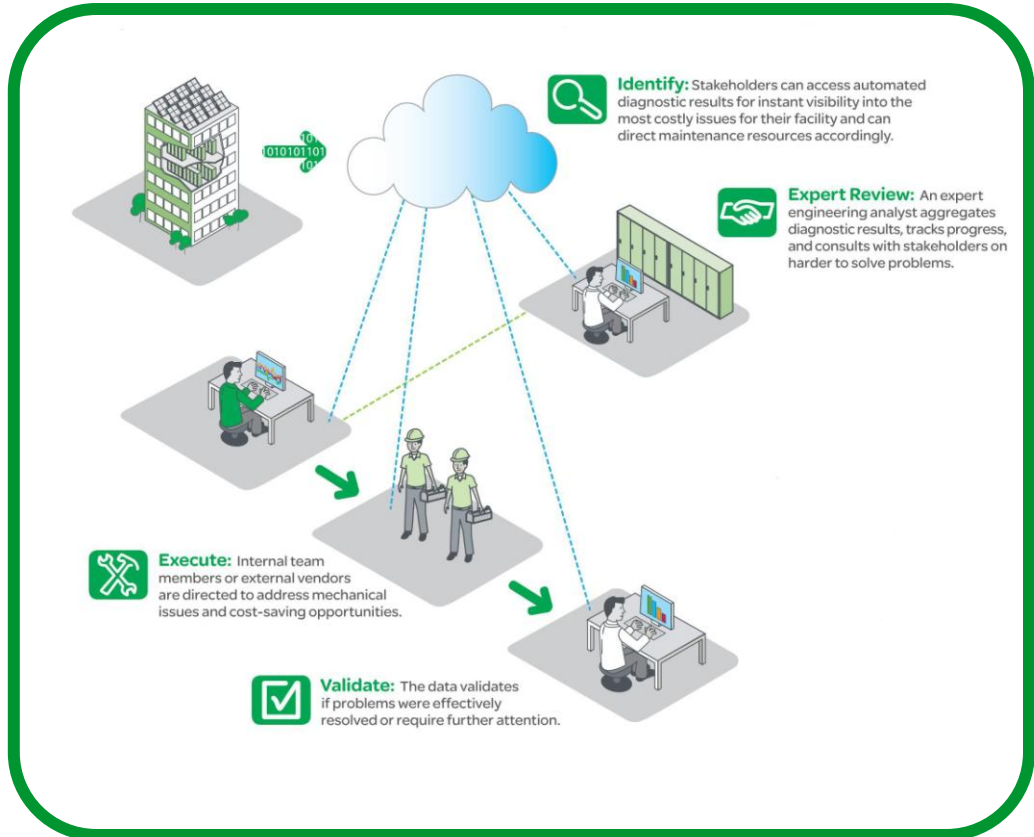 Identify: Stakeholders can access automated
diagnostic results for instant visibility into the
most costly issues for their facility and can
direct maintenance resources accordingly.
101
1010101101
101
Expert Review: An expert
engineering analyst aggregates
diagnostic results, tracks progress,
and consults with stakeholders on
harder to solve problems.
Execute: Internal team
members or external vendors
are directed to address mechanical
issues and cost-saving opportunities.
Validate: The data validates
if problems were effectively
resolved or require further attention.